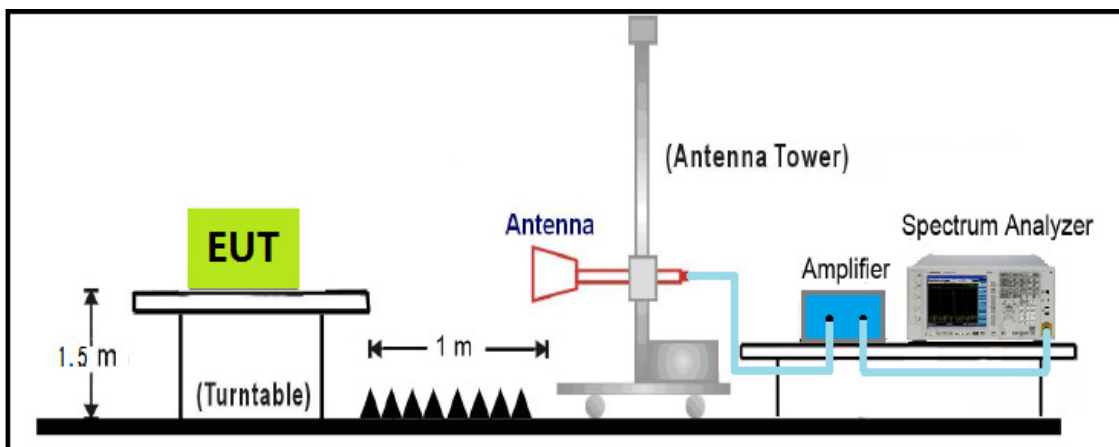 (Antenna Tower)
Antenna
Spectrum Analyzer
EUT
Amplifier
1.5 m
1 m
(Turntable)